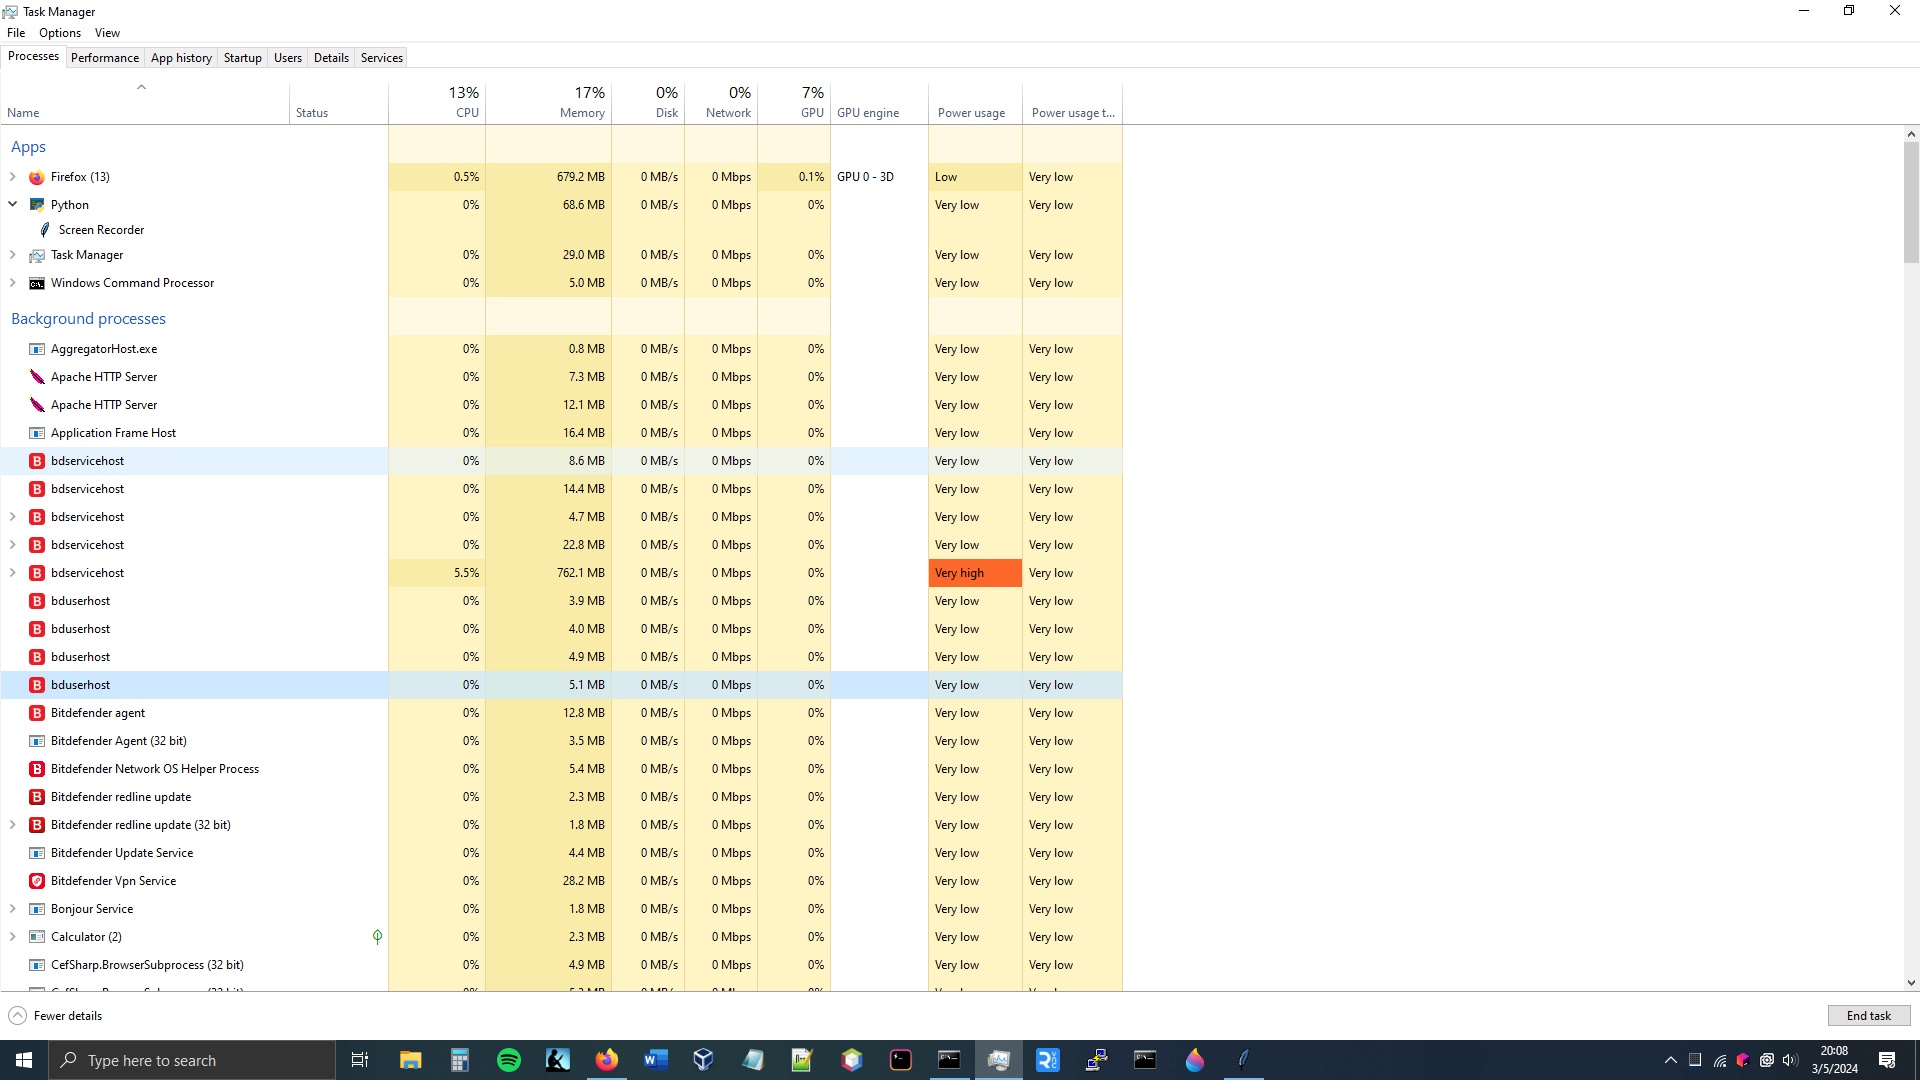 Task Manager
File Options View
Processes Performance App history Startup Users Details Services
13% 17% 0% 0% 7%
Name Status CPU Memory Disk Network GPU GPU engine Power usage Power usage t...
Apps
Firefox (13) 0.5% 679.2 MB 0 MB/s 0 Mbps 0.1% GPU 0 - 3D Low Very low
Python 0% 68.6 MB 0 MB/s 0 Mbps 0% Very low Very low
Screen Recorder
Task Manager 0% 29.0 MB 0 MB/s 0 Mbps 0% Very low Very low
Windows Command Processor 0% 5.0 MB 0 MB/s 0 Mbps 0% Very low Very low
Background processes
AggregatorHost.exe 0% 0.8 MB 0 MB/s 0 Mbps 0% Very low Very low
Apache HTTP Server 0% 7.3 MB 0 MB/s 0 Mbps 0% Very low Very low
Apache HTTP Server 0% 12.1 MB 0 MB/s 0 Mbps 0% Very low Very low
Application Frame Host 0% 16.4 MB 0 MB/s 0 Mbps 0% Very low Very low
bdservicehost 0% 8.6 MB 0 MB/s 0 Mbps 0% Very low Very low
bdservicehost 0% 14.4 MB 0 MB/s 0 Mbps 0% Very low Very low
bdservicehost 0% 4.7 MB 0 MB/s 0 Mbps 0% Very low Very low
bdservicehost 0% 22.8 MB 0 MB/s 0 Mbps 0% Very low Very low
bdservicehost 5.5% 762.1 MB 0 MB/s 0 Mbps 0% Very high Very low
bduserhost 0% 3.9 MB 0 MB/s 0 Mbps 0% Very low Very low
bduserhost 0% 4.0 MB 0 MB/s 0 Mbps 0% Very low Very low
bduserhost 0% 4.9 MB 0 MB/s 0 Mbps 0% Very low Very low
bduserhost 0% 5.1 MB 0 MB/s 0 Mbps 0% Very low Very low
Bitdefender agent 0% 12.8 MB 0 MB/s 0 Mbps 0% Very low Very low
Bitdefender Agent (32 bit) 0% 3.5 MB 0 MB/s 0 Mbps 0% Very low Very low
Bitdefender Network OS Helper Process 0% 5.4 MB 0 MB/s 0 Mbps 0% Very low Very low
Bitdefender redline update 0% 2.3 MB 0 MB/s 0 Mbps 0% Very low Very low
Bitdefender redline update (32 bit) 0% 1.8 MB 0 MB/s 0 Mbps 0% Very low Very low
Bitdefender Update Service 0% 4.4 MB 0 MB/s 0 Mbps 0% Very low Very low
Bitdefender Vpn Service 0% 28.2 MB 0 MB/s 0 Mbps 0% Very low Very low
Bonjour Service 0% 1.8 MB 0 MB/s 0 Mbps 0% Very low Very low
Calculator (2) 0% 2.3 MB 0 MB/s 0 Mbps 0% Very low Very low
CefSharp.BrowserSubprocess (32 bit) 0% 4.9 MB 0 MB/s 0 Mbps 0% Very low Very low
Fewer details End task
Type here to search
20:08
3/5/2024